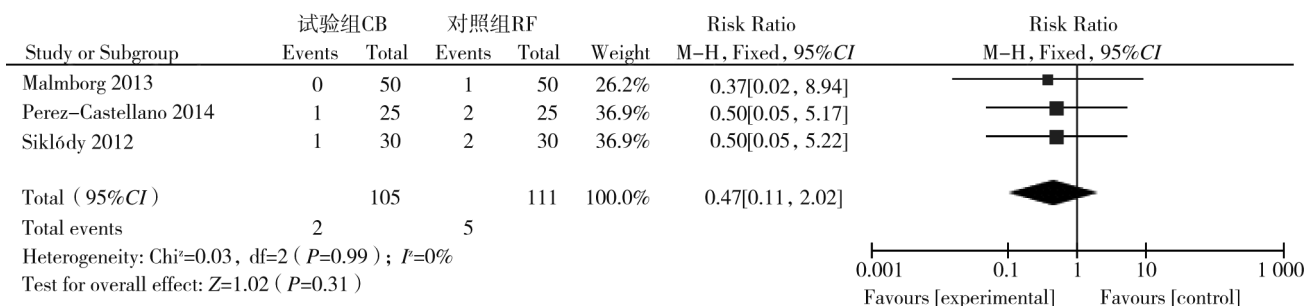 试验组CB 对照组RF Risk Ratio Risk Ratio
Study or Subgroup Events Total Events Total Weight M-H, Fixed, 95%CI M-H, Fixed, 95%CI
Malmborg 2013 0 50 1 50 26.2% 0.37[0.02, 8.94]
Perez-Castellano 2014 1 25 2 25 36.9% 0.50[0.05, 5.17]
Siklódy 2012 1 30 2 30 36.9% 0.50[0.05, 5.22]
Total (95%CI) 105 111 100.0% 0.47[0.11, 2.02]
Total events 2 5
Heterogeneity: Chi²=0.03, df=2(P=0.99); I²=0%
Test for overall effect: Z=1.02(P=0.31)
0.001 0.1 1 10 1 000
Favours [experimental] Favours [control]